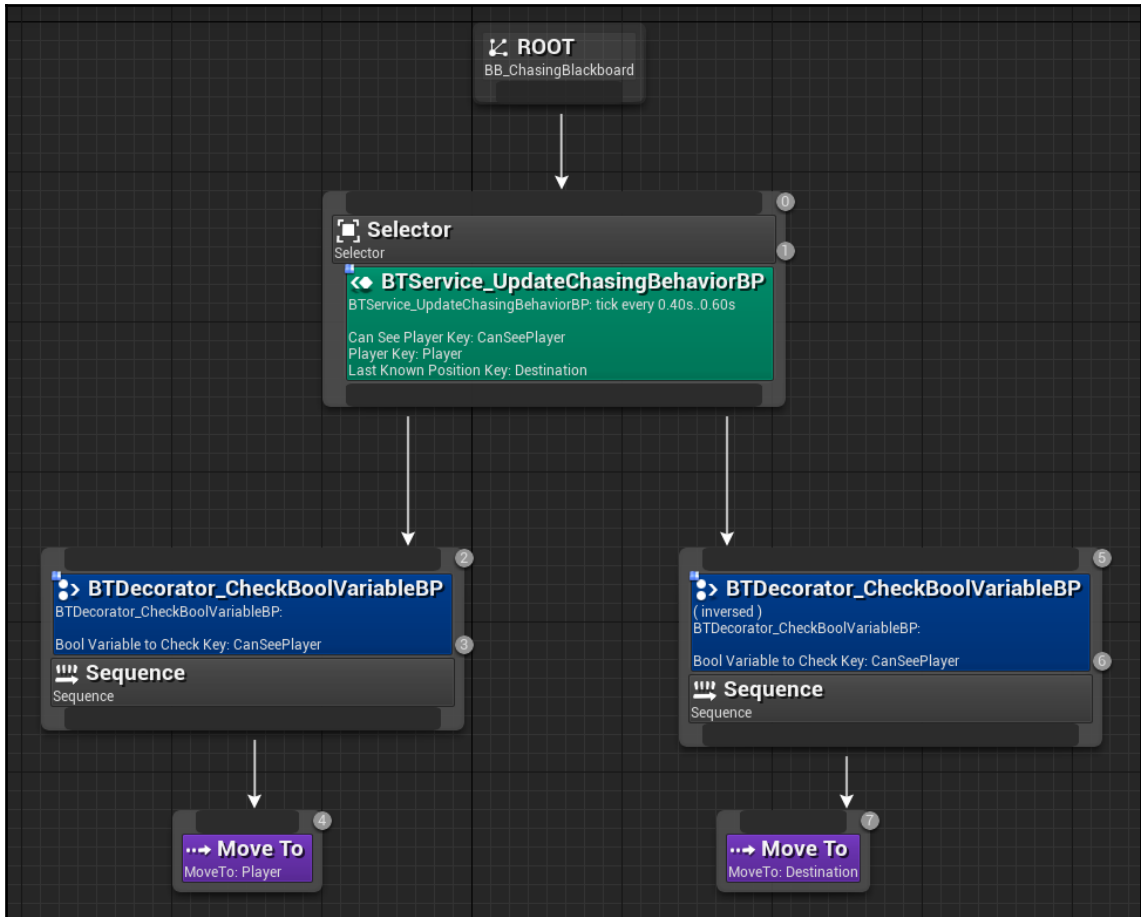 ROOT
BB_ChasingBlackboard
0
Selector
Selector
1
BTService_UpdateChasingBehaviorBP
BTService_UpdateChasingBehaviorBP: tick every 0.40s..0.60s
Can See Player Key: CanSeePlayer
Player Key: Player
Last Known Position Key: Destination
2
BTDecorator_CheckBoolVariableBP
BTDecorator_CheckBoolVariableBP:
Bool Variable to Check Key: CanSeePlayer
3
Sequence
Sequence
4
Move To
MoveTo: Player
5
BTDecorator_CheckBoolVariableBP
( inversed )
BTDecorator_CheckBoolVariableBP:
Bool Variable to Check Key: CanSeePlayer
6
Sequence
Sequence
7
Move To
MoveTo: Destination